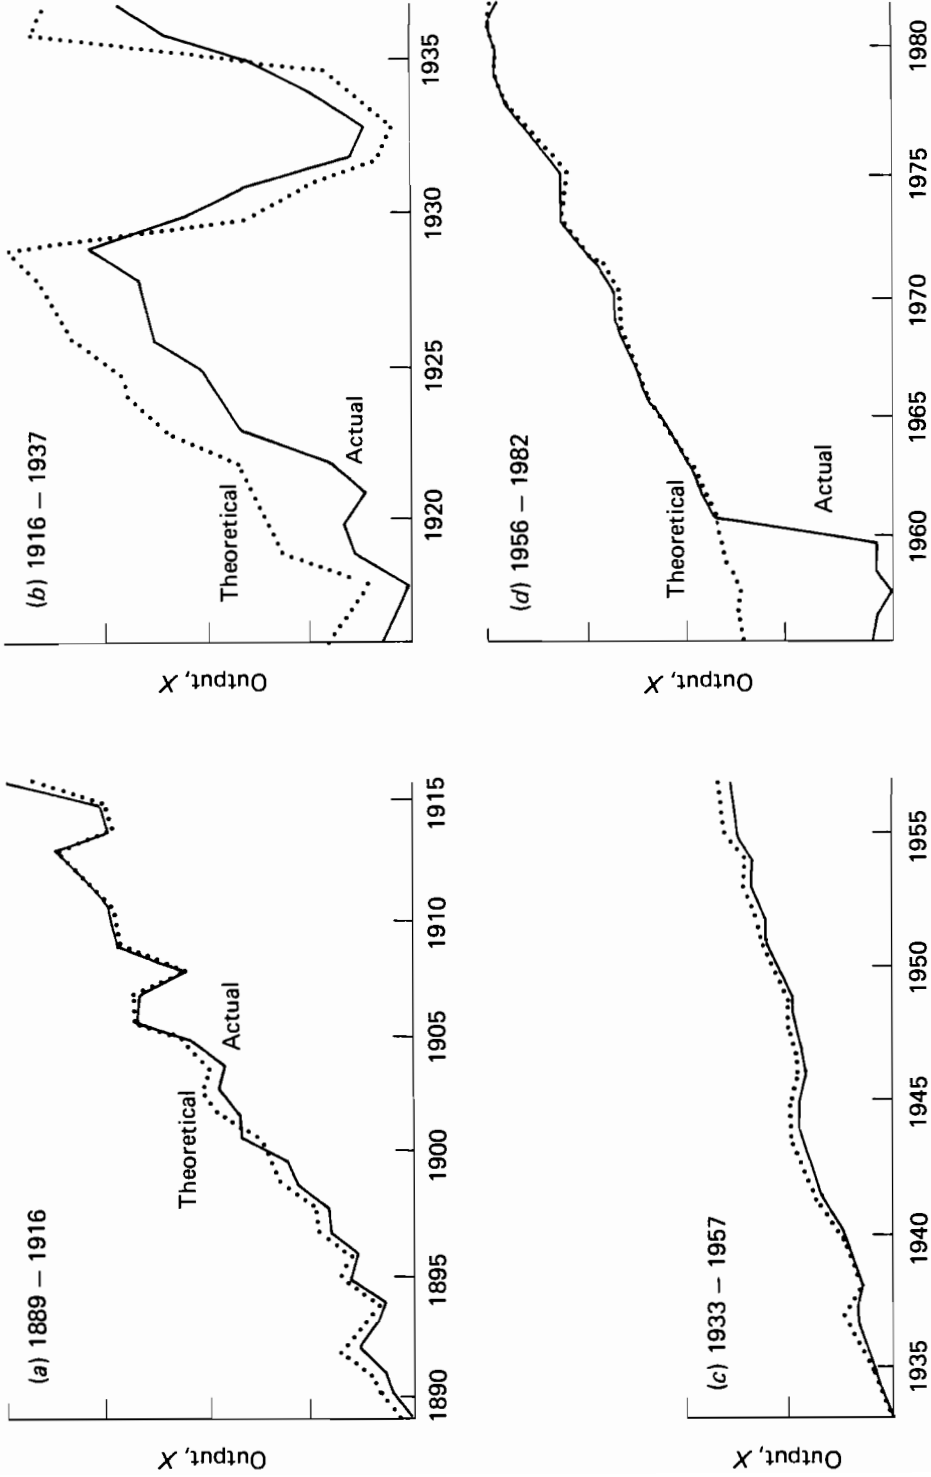 (a) 1889 – 1916
Theoretical
Actual
Output, X
1890 1895 1900 1905 1910 1915
(b) 1916 – 1937
Theoretical
Actual
Output, X
1920 1925 1930 1935
(c) 1933 – 1957
Output, X
1935 1940 1945 1950 1955
(d) 1956 – 1982
Theoretical
Actual
Output, X
1960 1965 1970 1975 1980